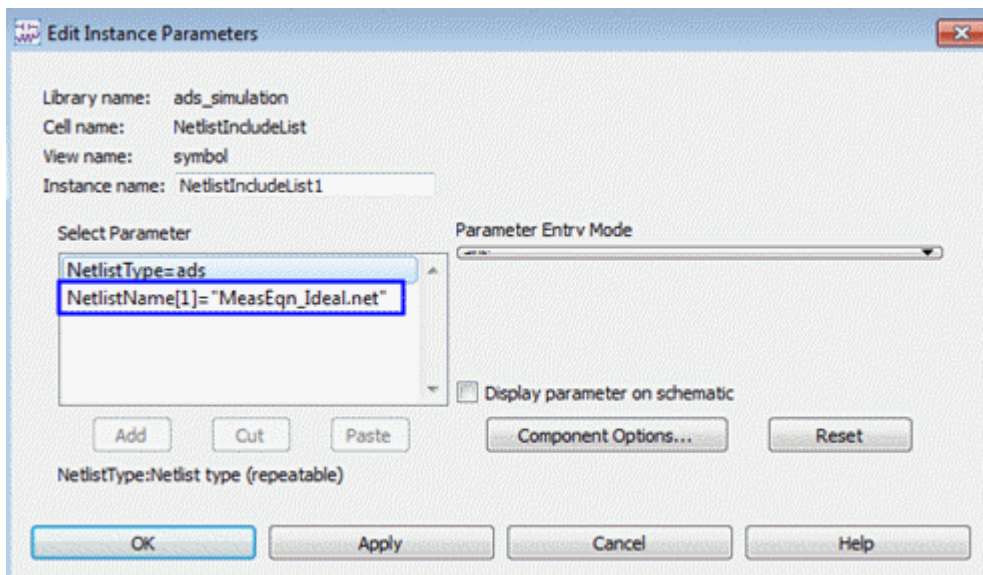 Edit Instance Parameters
Library name: ads_simulation
Cell name: NetlistIncludeList
View name: symbol
Instance name: NetlistIncludeList1
Select Parameter
Parameter Entry Mode
NetlistType=ads
NetlistName[1]="MeasEqn_Ideal.net"
Display parameter on schematic
Add Cut Paste Component Options... Reset
NetlistType:Netlist type (repeatable)
OK Apply Cancel Help